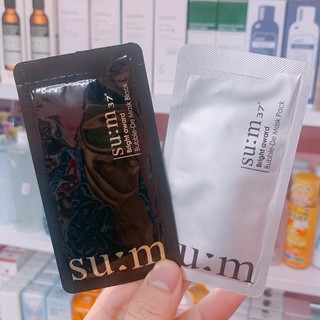 su:m37°
Bright award
Bubble-De Mask Black
su:m
su:m37°
Bright award
Bubble-De Mask Pack
su:m